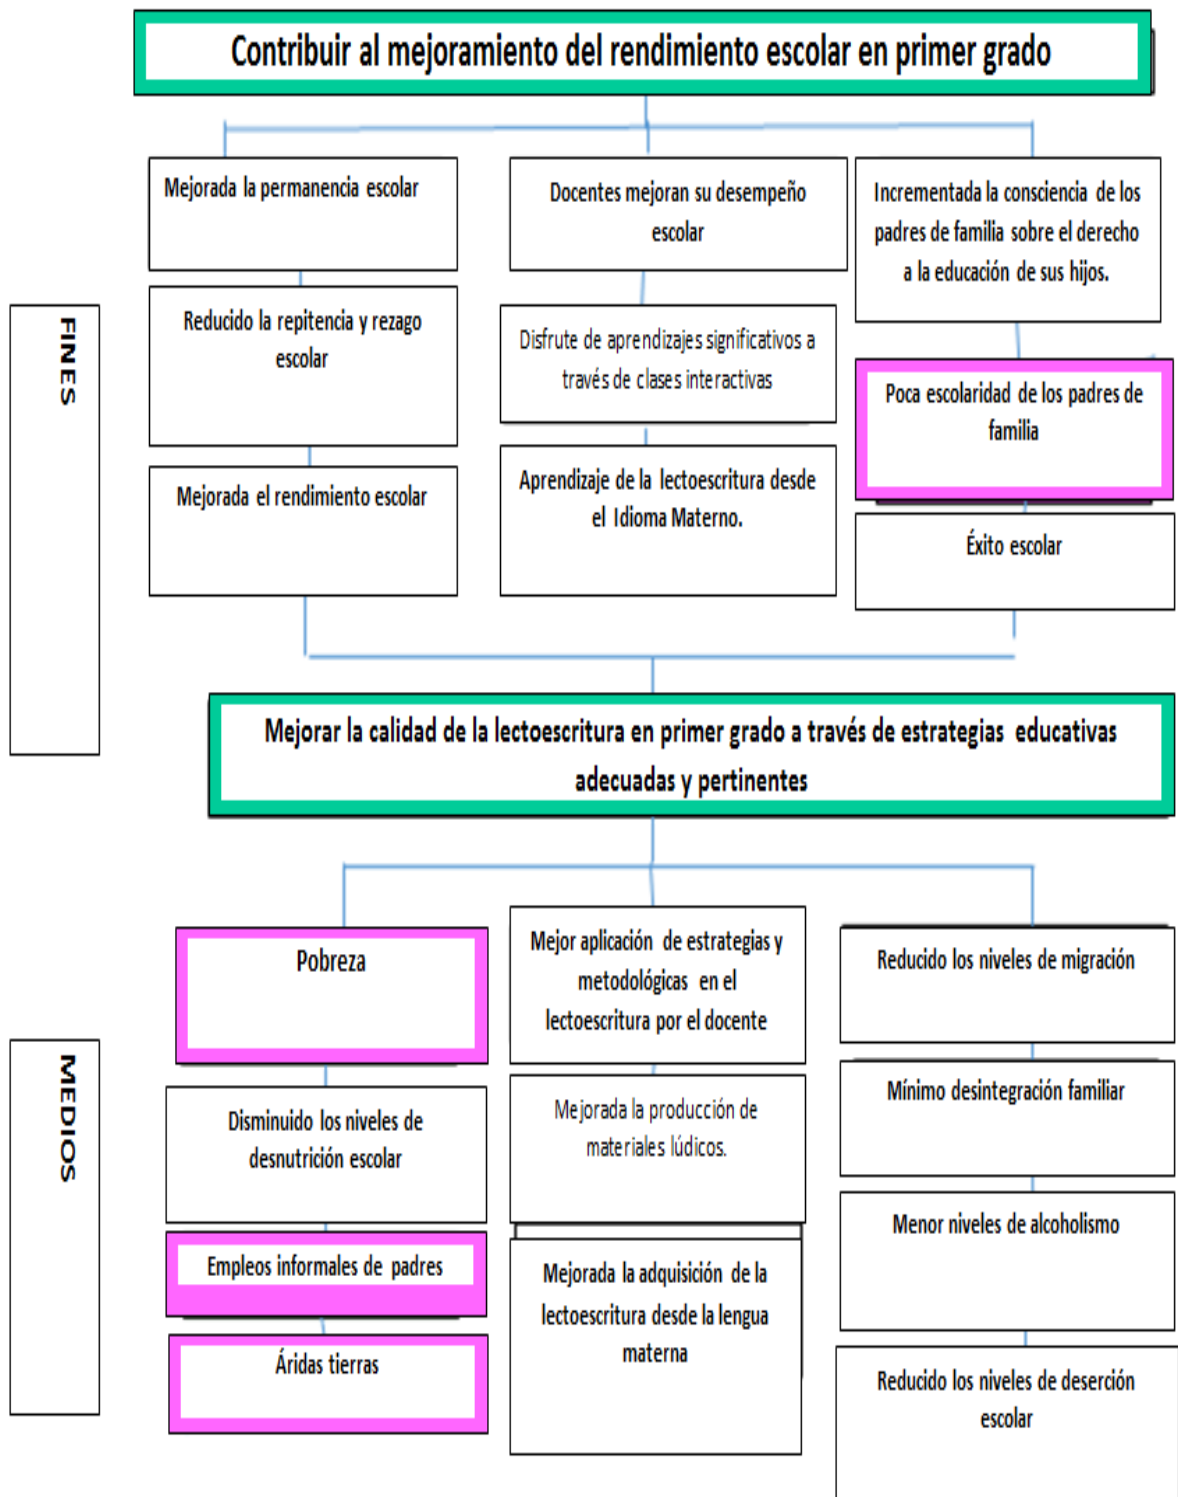 Contribuir al mejoramiento del rendimiento escolar en primer grado
Mejorada la permanencia escolar
Docentes mejoran su desempeño
escolar
Incrementada la consciencia de los
padres de familia sobre el derecho
a la educación de sus hijos.
FINES
Reducido la repitencia y rezago
escolar
Disfrute de aprendizajes significativos a
través de clases interactivas
Poca escolaridad de los padres de
familia
Mejorada el rendimiento escolar
Aprendizaje de la lectoescritura desde
el Idioma Materno.
Éxito escolar
Mejorar la calidad de la lectoescritura en primer grado a través de estrategias educativas
adecuadas y pertinentes
MEDIOS
Pobreza
Mejor aplicación de estrategias y
metodológicas en el
lectoescritura por el docente
Reducido los niveles de migración
Disminuido los niveles de
desnutrición escolar
Mejorada la producción de
materiales lúdicos.
Mínimo desintegración familiar
Empleos informales de padres
Mejorada la adquisición de la
lectoescritura desde la lengua
materna
Menor niveles de alcoholismo
Áridas tierras
Reducido los niveles de deserción
escolar